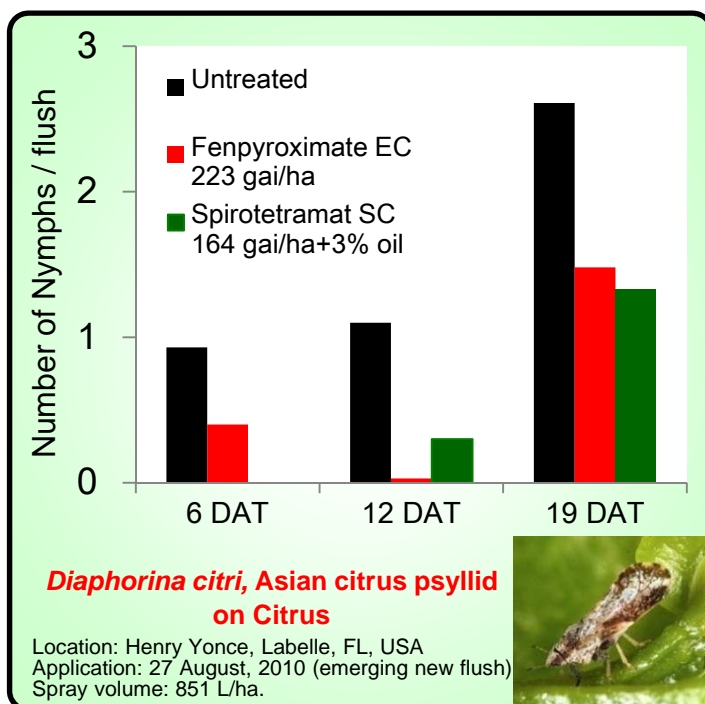 3
2
1
0
Number of Nymphs / flush
Untreated
Fenpyroximate EC
223 gai/ha
Spirotetramat SC
164 gai/ha+3% oil
6 DAT
12 DAT
19 DAT
Diaphorina citri, Asian citrus psyllid
on Citrus
Location: Henry Yonce, Labelle, FL, USA
Application: 27 August, 2010 (emerging new flush)
Spray volume: 851 L/ha.